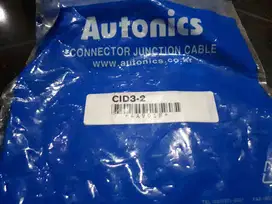 Autonics
CONNECTOR JUNCTION CABLE
www.autonics.co.kr
CID3-2